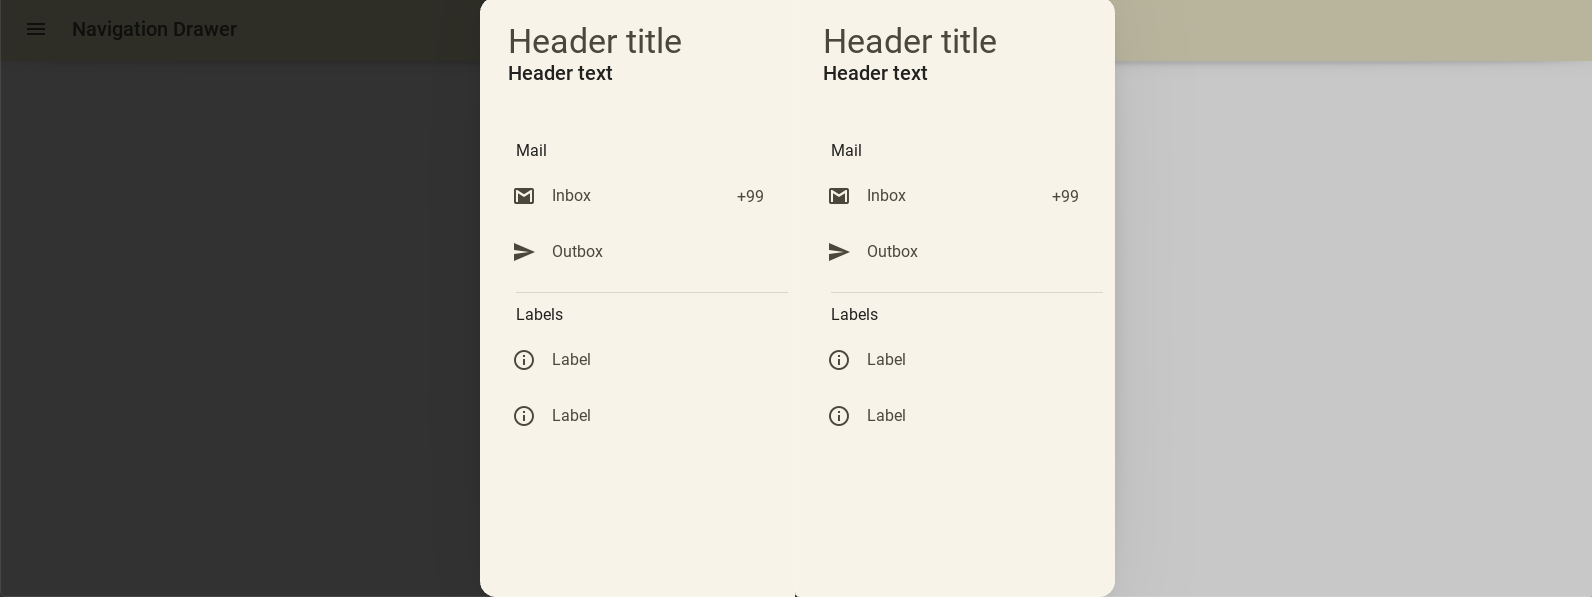 Navigation Drawer
Header title
Header text
Mail
Inbox +99
Outbox
Labels
Label
Label
Header title
Header text
Mail
Inbox +99
Outbox
Labels
Label
Label